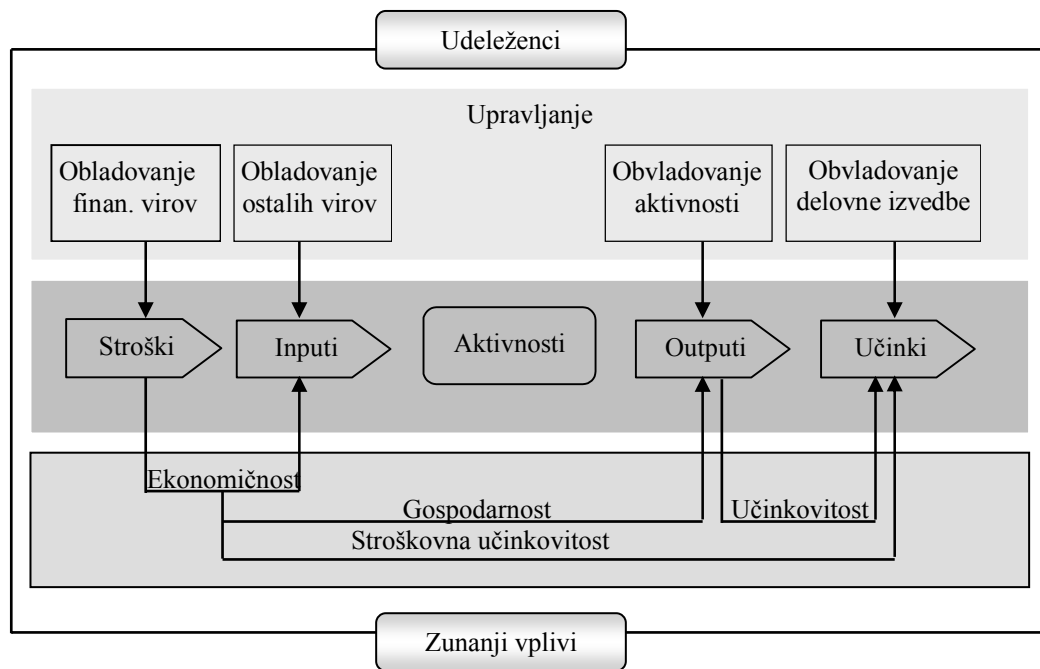 Udeleženci
Upravljanje
Obladovanje
finan. virov
Obladovanje
ostalih virov
Obvladovanje
aktivnosti
Obvladovanje
delovne izvedbe
Stroški
Inputi
Aktivnosti
Outputi
Učinki
Ekonomičnost
Gospodarnost
Učinkovitost
Stroškovna učinkovitost
Zunanji vplivi